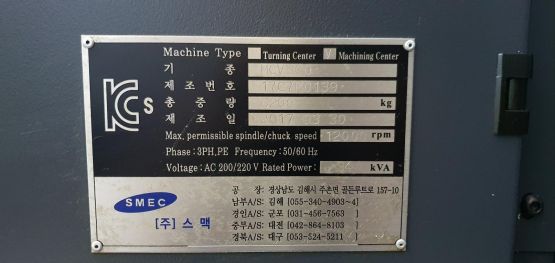 Machine Type Turning Center V Machining Center
기 종
제 조 번 호
총 중 량 kg
제 조 일
Max. permissible spindle/chuck speed rpm
Phase : 3PH,PE Frequency : 50/60 Hz
Voltage : AC 200/220 V Rated Power : kVA
KCs
SMEC
[주] 스 맥
공 장 : 경상남도 김해시 주촌면 골든루트로 157-10
남부A/S: 김해 [055-340-4903~4]
경인A/S: 군포 [031-456-7563]
중부A/S: 대전 [042-864-8103]
경북A/S: 대구 [053-524-5211]